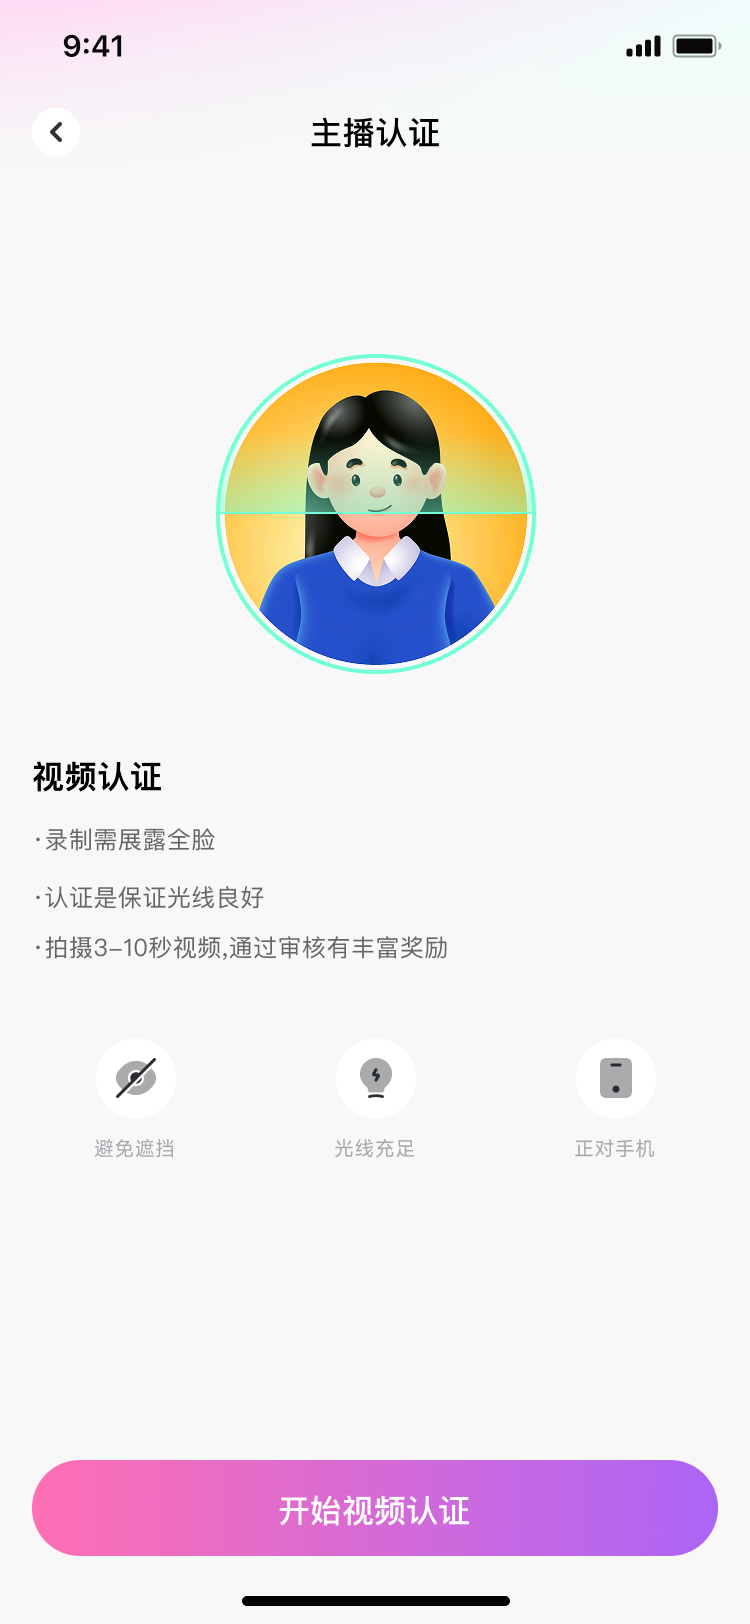 9:41
主播认证
视频认证
·录制需展露全脸
·认证是保证光线良好
·拍摄3-10秒视频,通过审核有丰富奖励
避免遮挡
光线充足
正对手机
开始视频认证